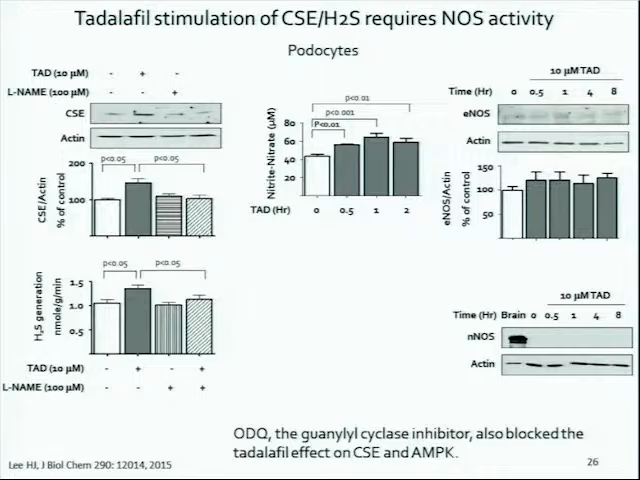 Tadalafil stimulation of CSE/H2S requires NOS activity
Podocytes
TAD (10 µM) - + -
L-NAME (100 µM) - - +
CSE
Actin
200
100
CSE/Actin
% of control
p<0.05 p<0.05
1.5
1.0
0.5
H2S generation
nmole/g/min
p<0.05 p<0.05
TAD (10 µM) - + - +
L-NAME (100 µM) - - + +
p<0.01
p<0.001
P<0.01
80
60
40
20
Nitrite-Nitrate (µM)
TAD (Hr) 0 0.5 1 2
10 µM TAD
Time (Hr) 0 0.5 1 4 8
eNOS
Actin
150
100
50
eNOS/Actin
% of control
10 µM TAD
Time (Hr) Brain 0 0.5 1 4 8
nNOS
Actin
ODQ, the guanylyl cyclase inhibitor, also blocked the
tadalafil effect on CSE and AMPK.
Lee HJ, J Biol Chem 290: 12014, 2015
26